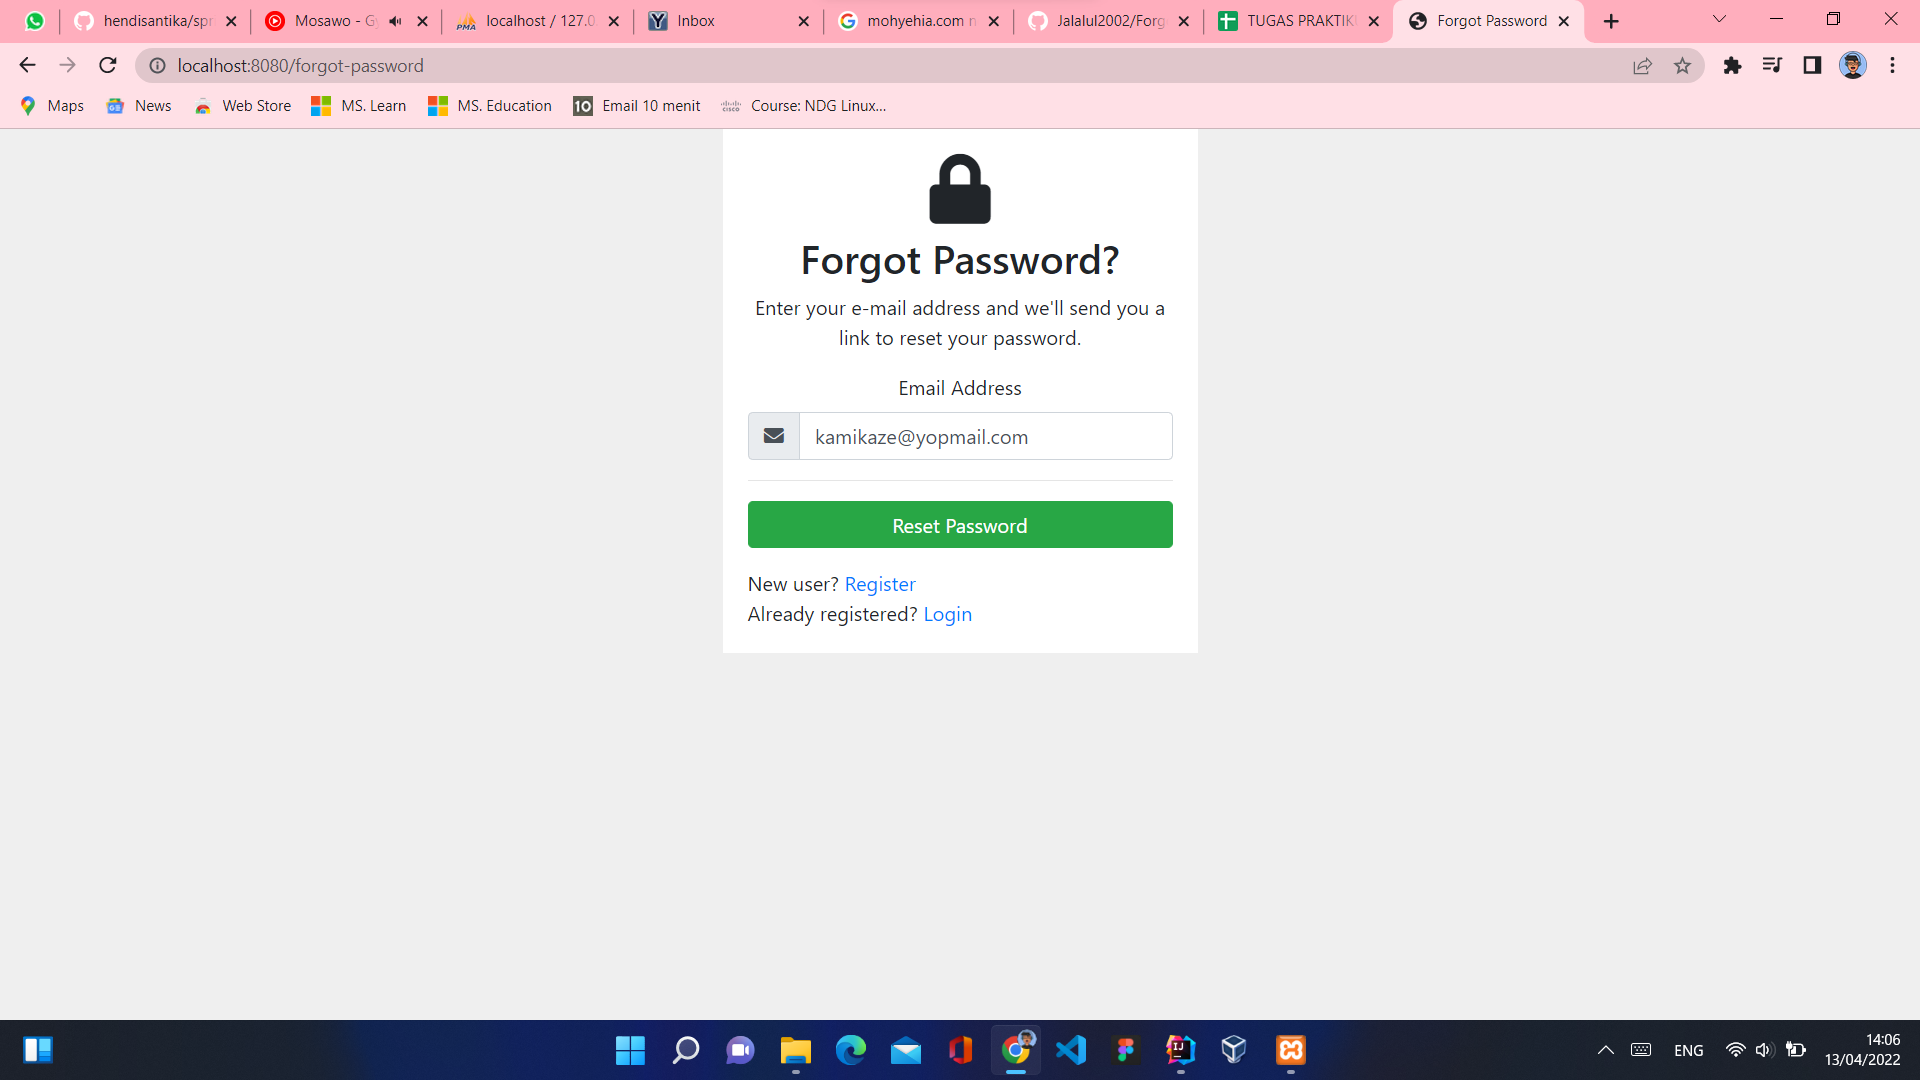 hendisantika/spr
Mosawo - G
localhost / 127.0
Inbox
mohyehia.com n
Jalalul2002/Forg
TUGAS PRAKTIK
Forgot Password
localhost:8080/forgot-password
Maps
News
Web Store
MS. Learn
MS. Education
10
Email 10 menit
Course: NDG Linux...
Forgot Password?
Enter your e-mail address and we'll send you a
link to reset your password.
Email Address
kamikaze@yopmail.com
Reset Password
New user? Register
Already registered? Login
ENG
14:06
13/04/2022